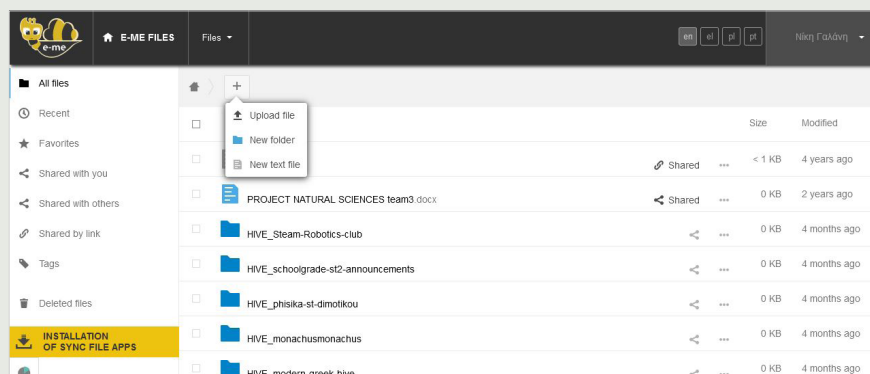 e-me
E-ME FILES
Files
en el pl pt
Νίκη Γαλάνη
All files
Recent
Favorites
Shared with you
Shared with others
Shared by link
Tags
Deleted files
INSTALLATION
OF SYNC FILE APPS
+
Upload file
New folder
New text file
Size Modified
Shared ... < 1 KB 4 years ago
PROJECT NATURAL SCIENCES team3.docx Shared ... 0 KB 2 years ago
HIVE_Steam-Robotics-club ... 0 KB 4 months ago
HIVE_schoolgrade-st2-announcements ... 0 KB 4 months ago
HIVE_phisika-st-dimotikou ... 0 KB 4 months ago
HIVE_monachusmonachus ... 0 KB 4 months ago
HIVE_modern-greek-hive ... 0 KB 4 months ago